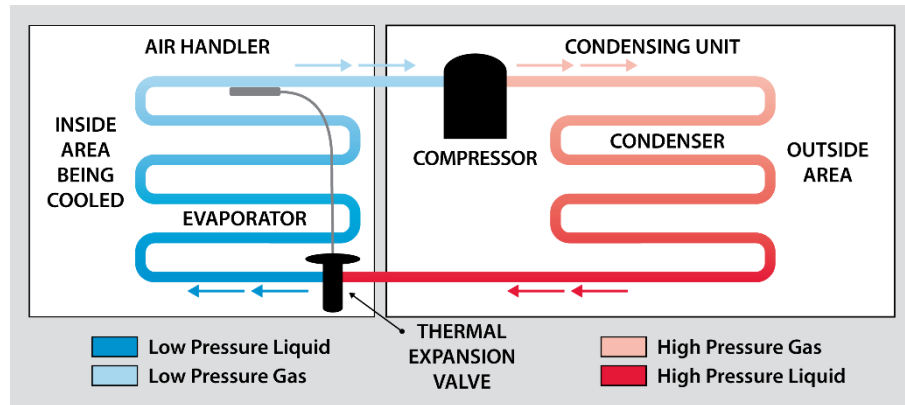 AIR HANDLER
CONDENSING UNIT
INSIDE
AREA
BEING
COOLED
EVAPORATOR
COMPRESSOR
CONDENSER
OUTSIDE
AREA
THERMAL
EXPANSION
VALVE
Low Pressure Liquid
Low Pressure Gas
High Pressure Gas
High Pressure Liquid